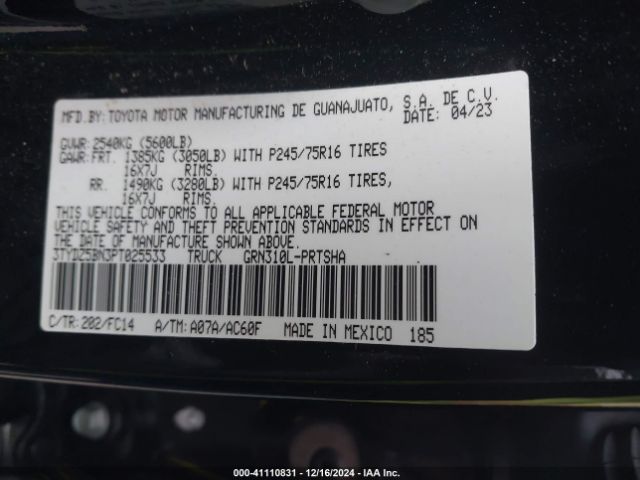 MFD.BY: TOYOTA MOTOR MANUFACTURING DE GUANAJUATO, S.A. DE C.V.
DATE: 04/23
GVWR: 2540KG (5600LB)
GAWR: FRT. 1385KG (3050LB) WITH P245/75R16 TIRES
16X7J RIMS.
RR. 1490KG (3280LB) WITH P245/75R16 TIRES,
16X7J RIMS.
THIS VEHICLE CONFORMS TO ALL APPLICABLE FEDERAL MOTOR
VEHICLE SAFETY AND THEFT PREVENTION STANDARDS IN EFFECT ON
THE DATE OF MANUFACTURE SHOWN ABOVE.
3TYDZ5BN3PT025533 TRUCK GRN310L-PRTSHA
C/TR: 202/FC14 A/TM: A07A/AC60F MADE IN MEXICO 185
000-41110831 - 12/16/2024 - IAA Inc.